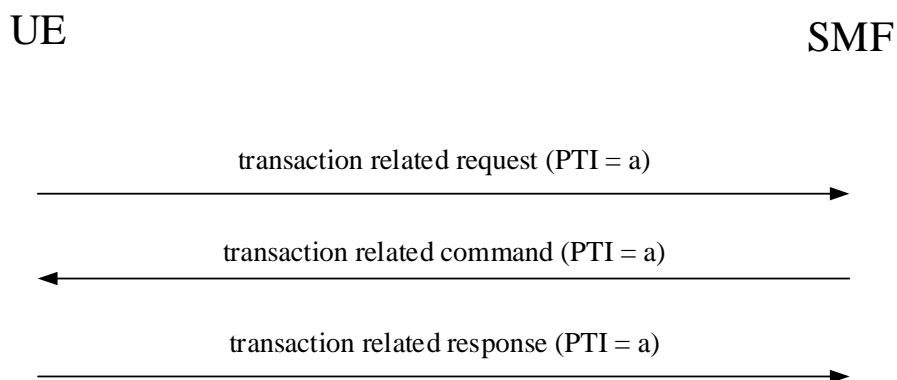 UE
SMF
transaction related request (PTI = a)
transaction related command (PTI = a)
transaction related response (PTI = a)